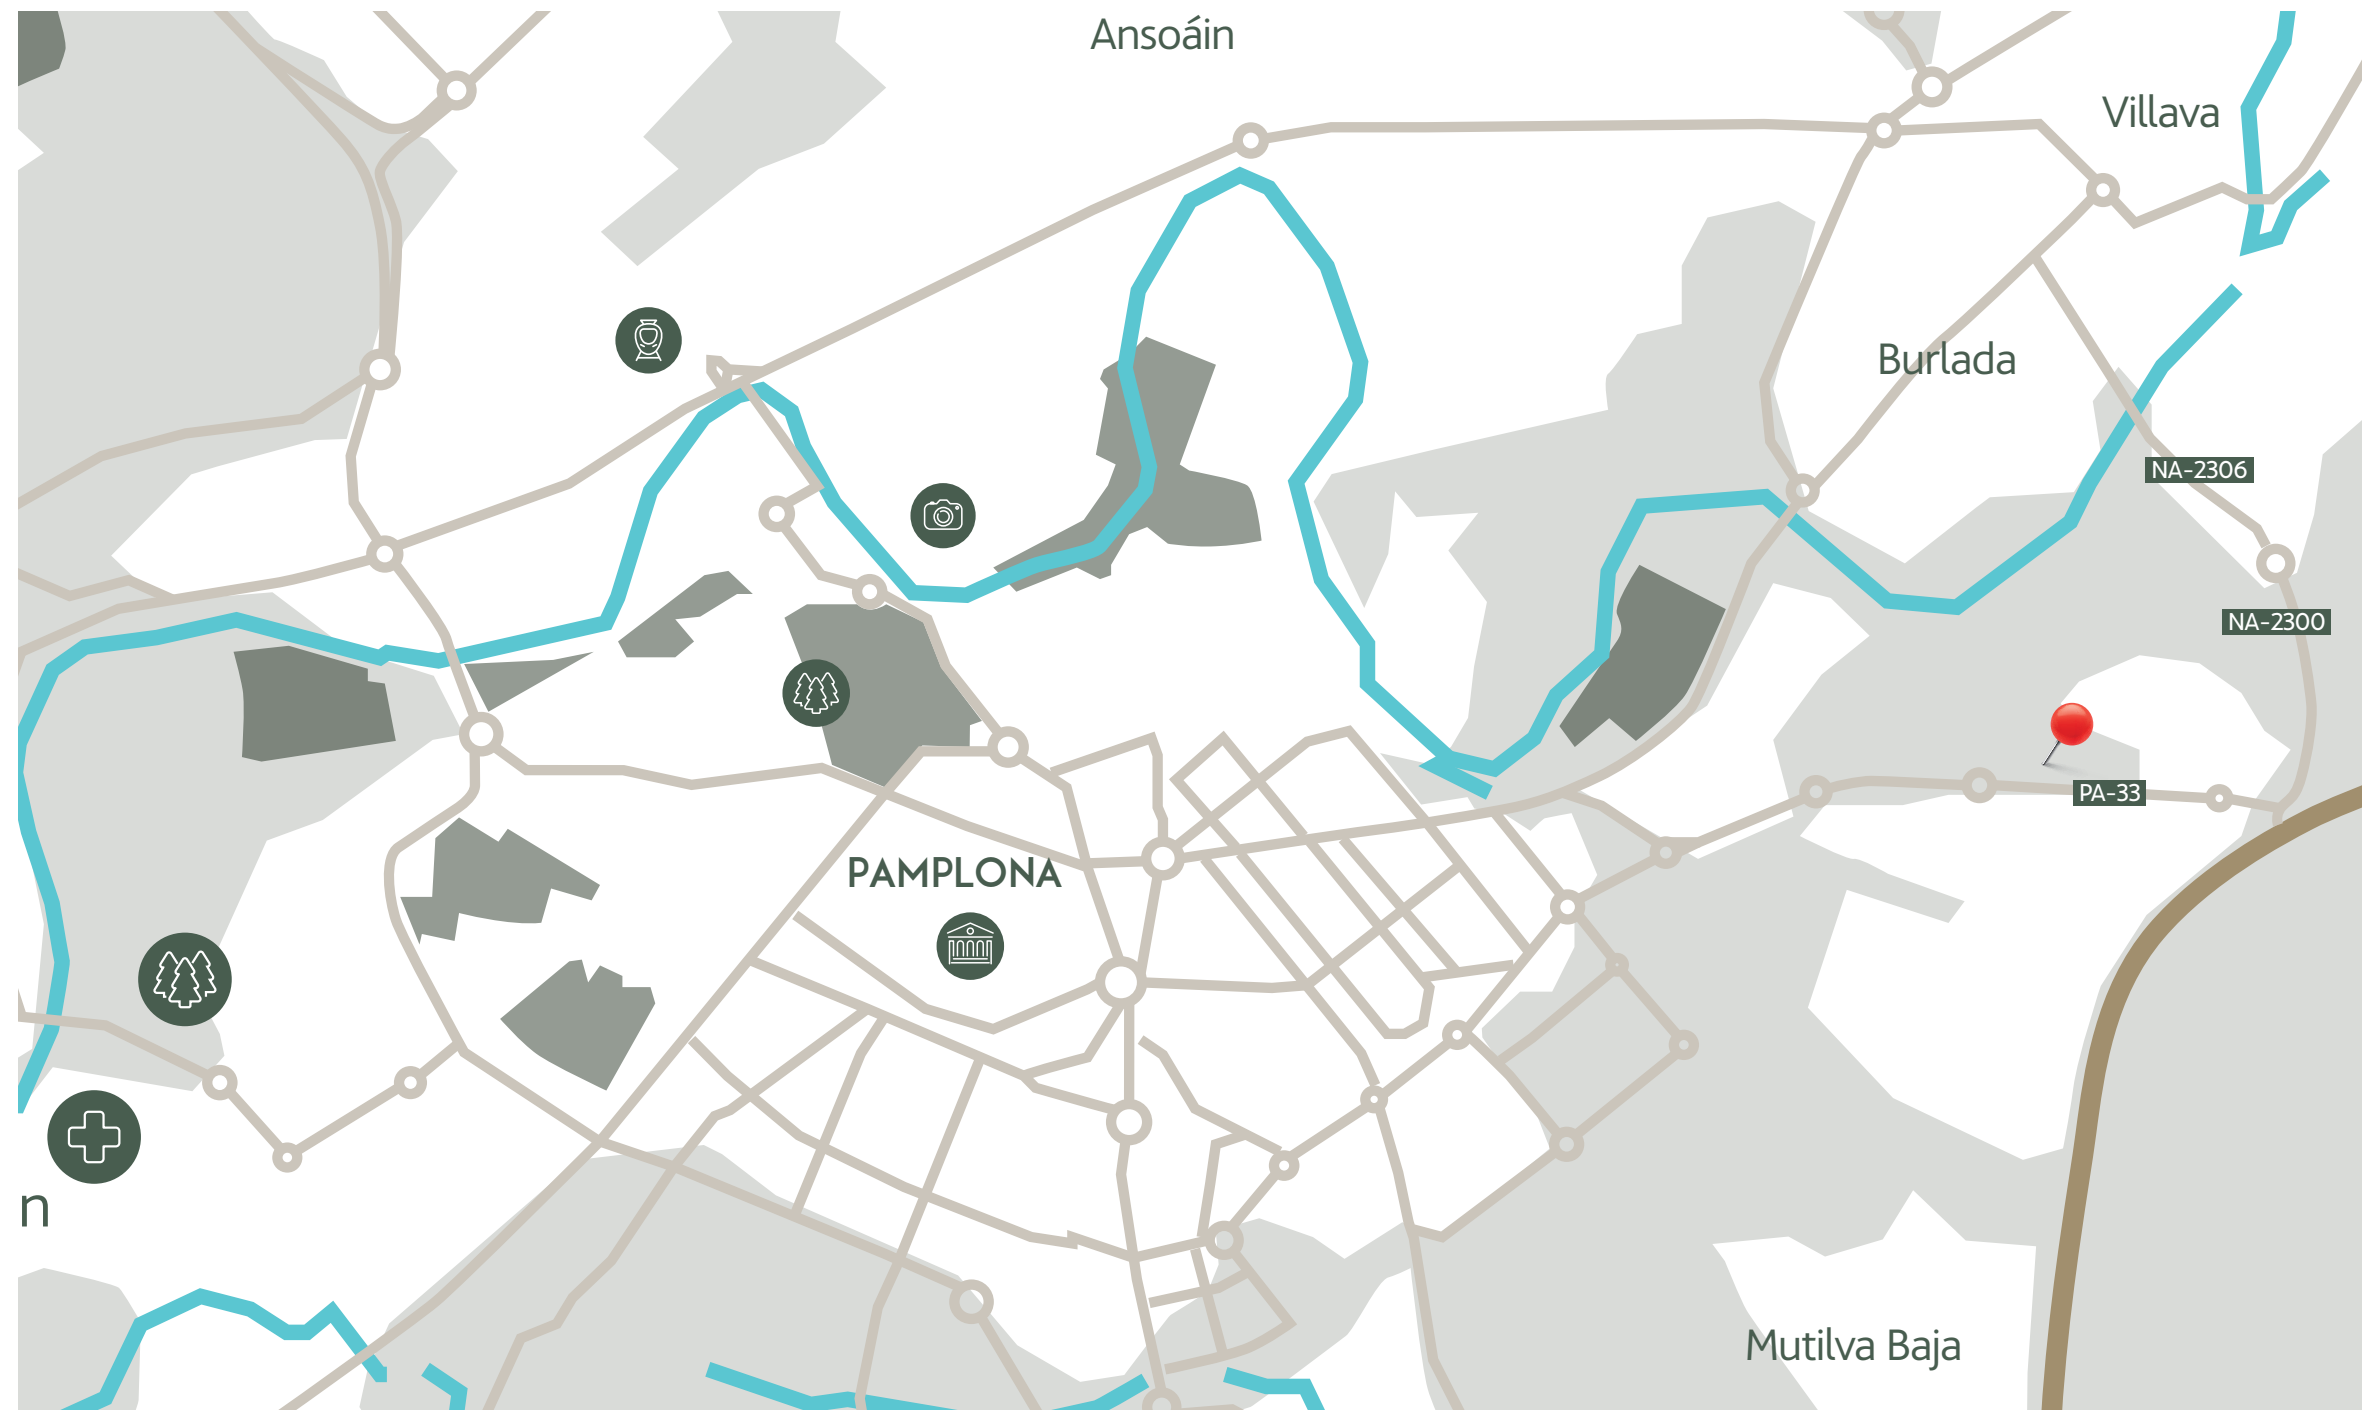 Ansoáin
Villava
Burlada
NA-2306
NA-2300
PA-33
PAMPLONA
n
Mutilva Baja